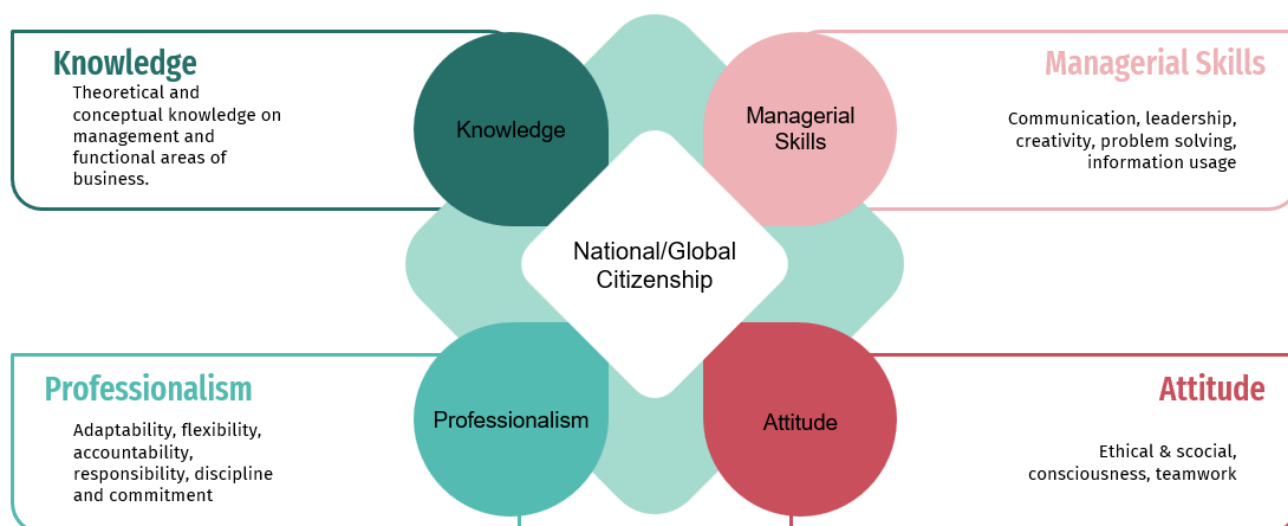 Knowledge
Theoretical and
conceptual knowledge on
management and
functional areas of
business.
Knowledge
Managerial
Skills
Managerial Skills
Communication, leadership,
creativity, problem solving,
information usage
National/Global
Citizenship
Professionalism
Adaptability, flexibility,
accountability,
responsibility, discipline
and commitment
Professionalism
Attitude
Attitude
Ethical & scocial,
consciousness, teamwork